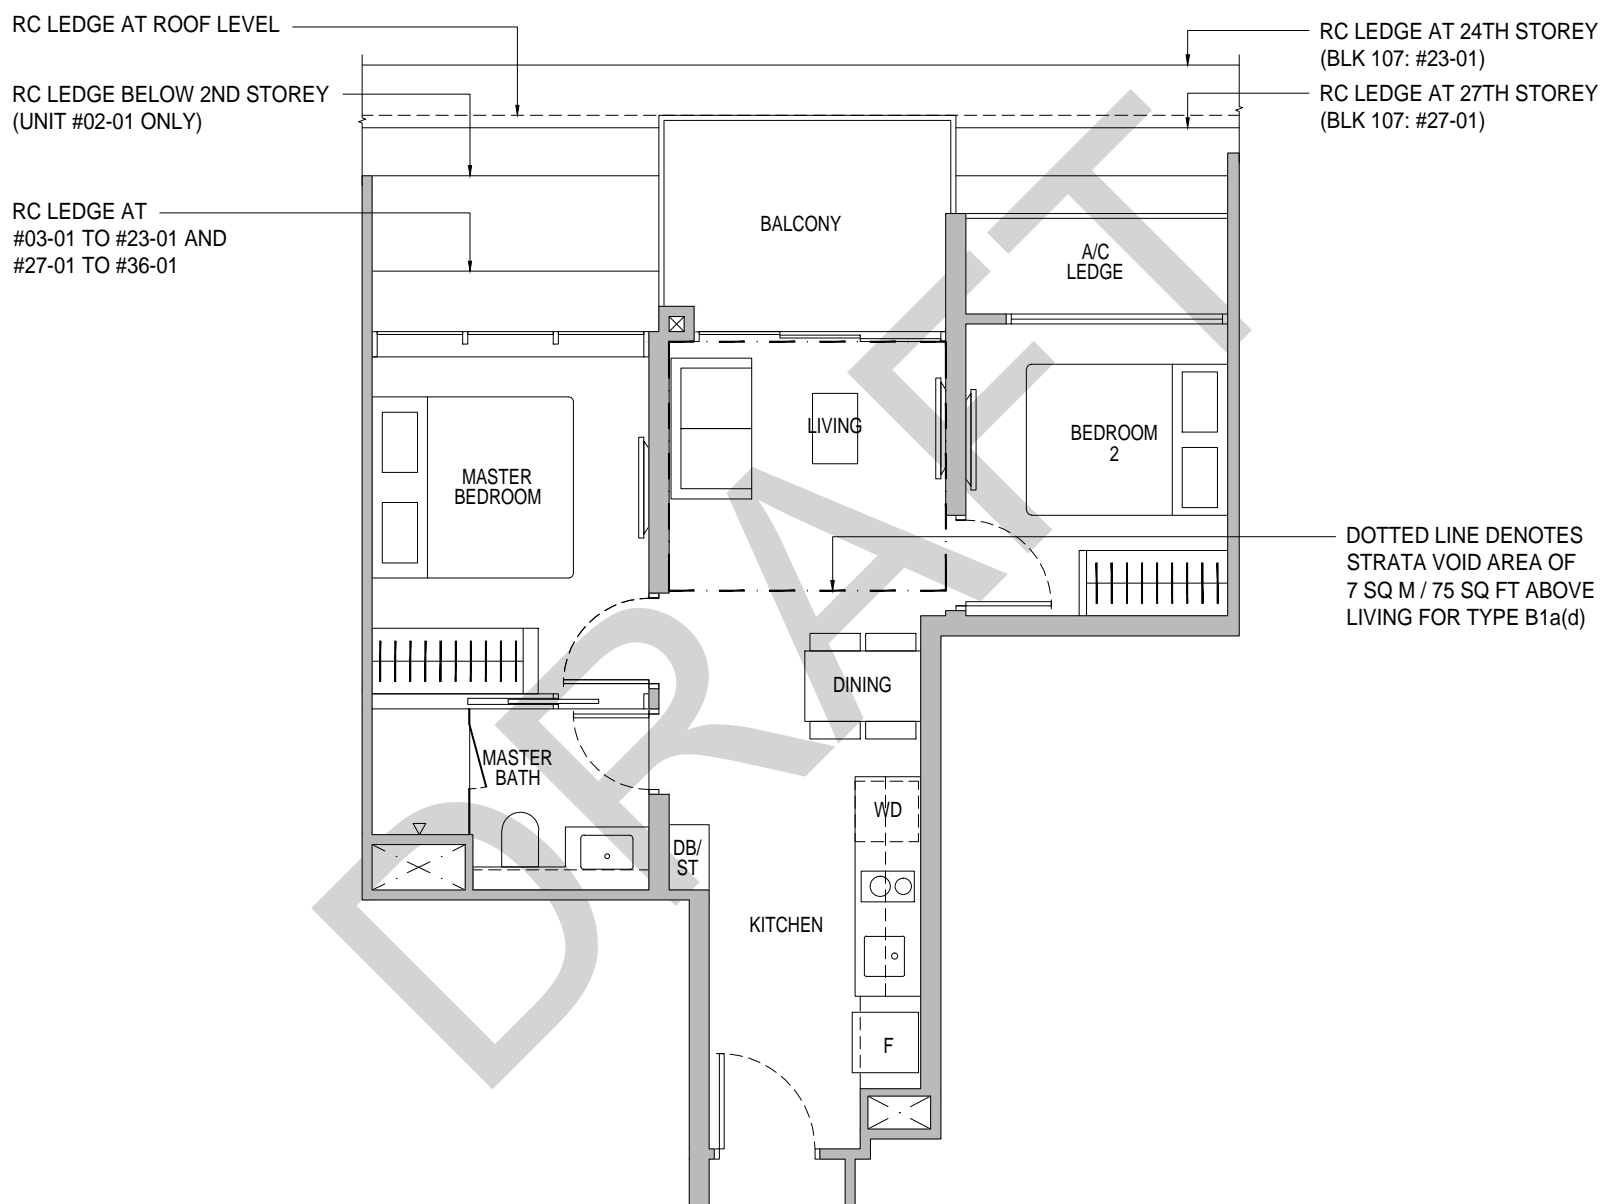 RC LEDGE AT ROOF LEVEL
RC LEDGE AT 24TH STOREY
(BLK 107: #23-01)
RC LEDGE BELOW 2ND STOREY
(UNIT #02-01 ONLY)
RC LEDGE AT 27TH STOREY
(BLK 107: #27-01)
RC LEDGE AT
#03-01 TO #23-01 AND
#27-01 TO #36-01
BALCONY
A/C
LEDGE
LIVING
BEDROOM
2
MASTER
BEDROOM
DOTTED LINE DENOTES
STRATA VOID AREA OF
7 SQ M / 75 SQ FT ABOVE
LIVING FOR TYPE B1a(d)
DINING
MASTER
BATH
WD
DB/
ST
KITCHEN
F
DRAFT